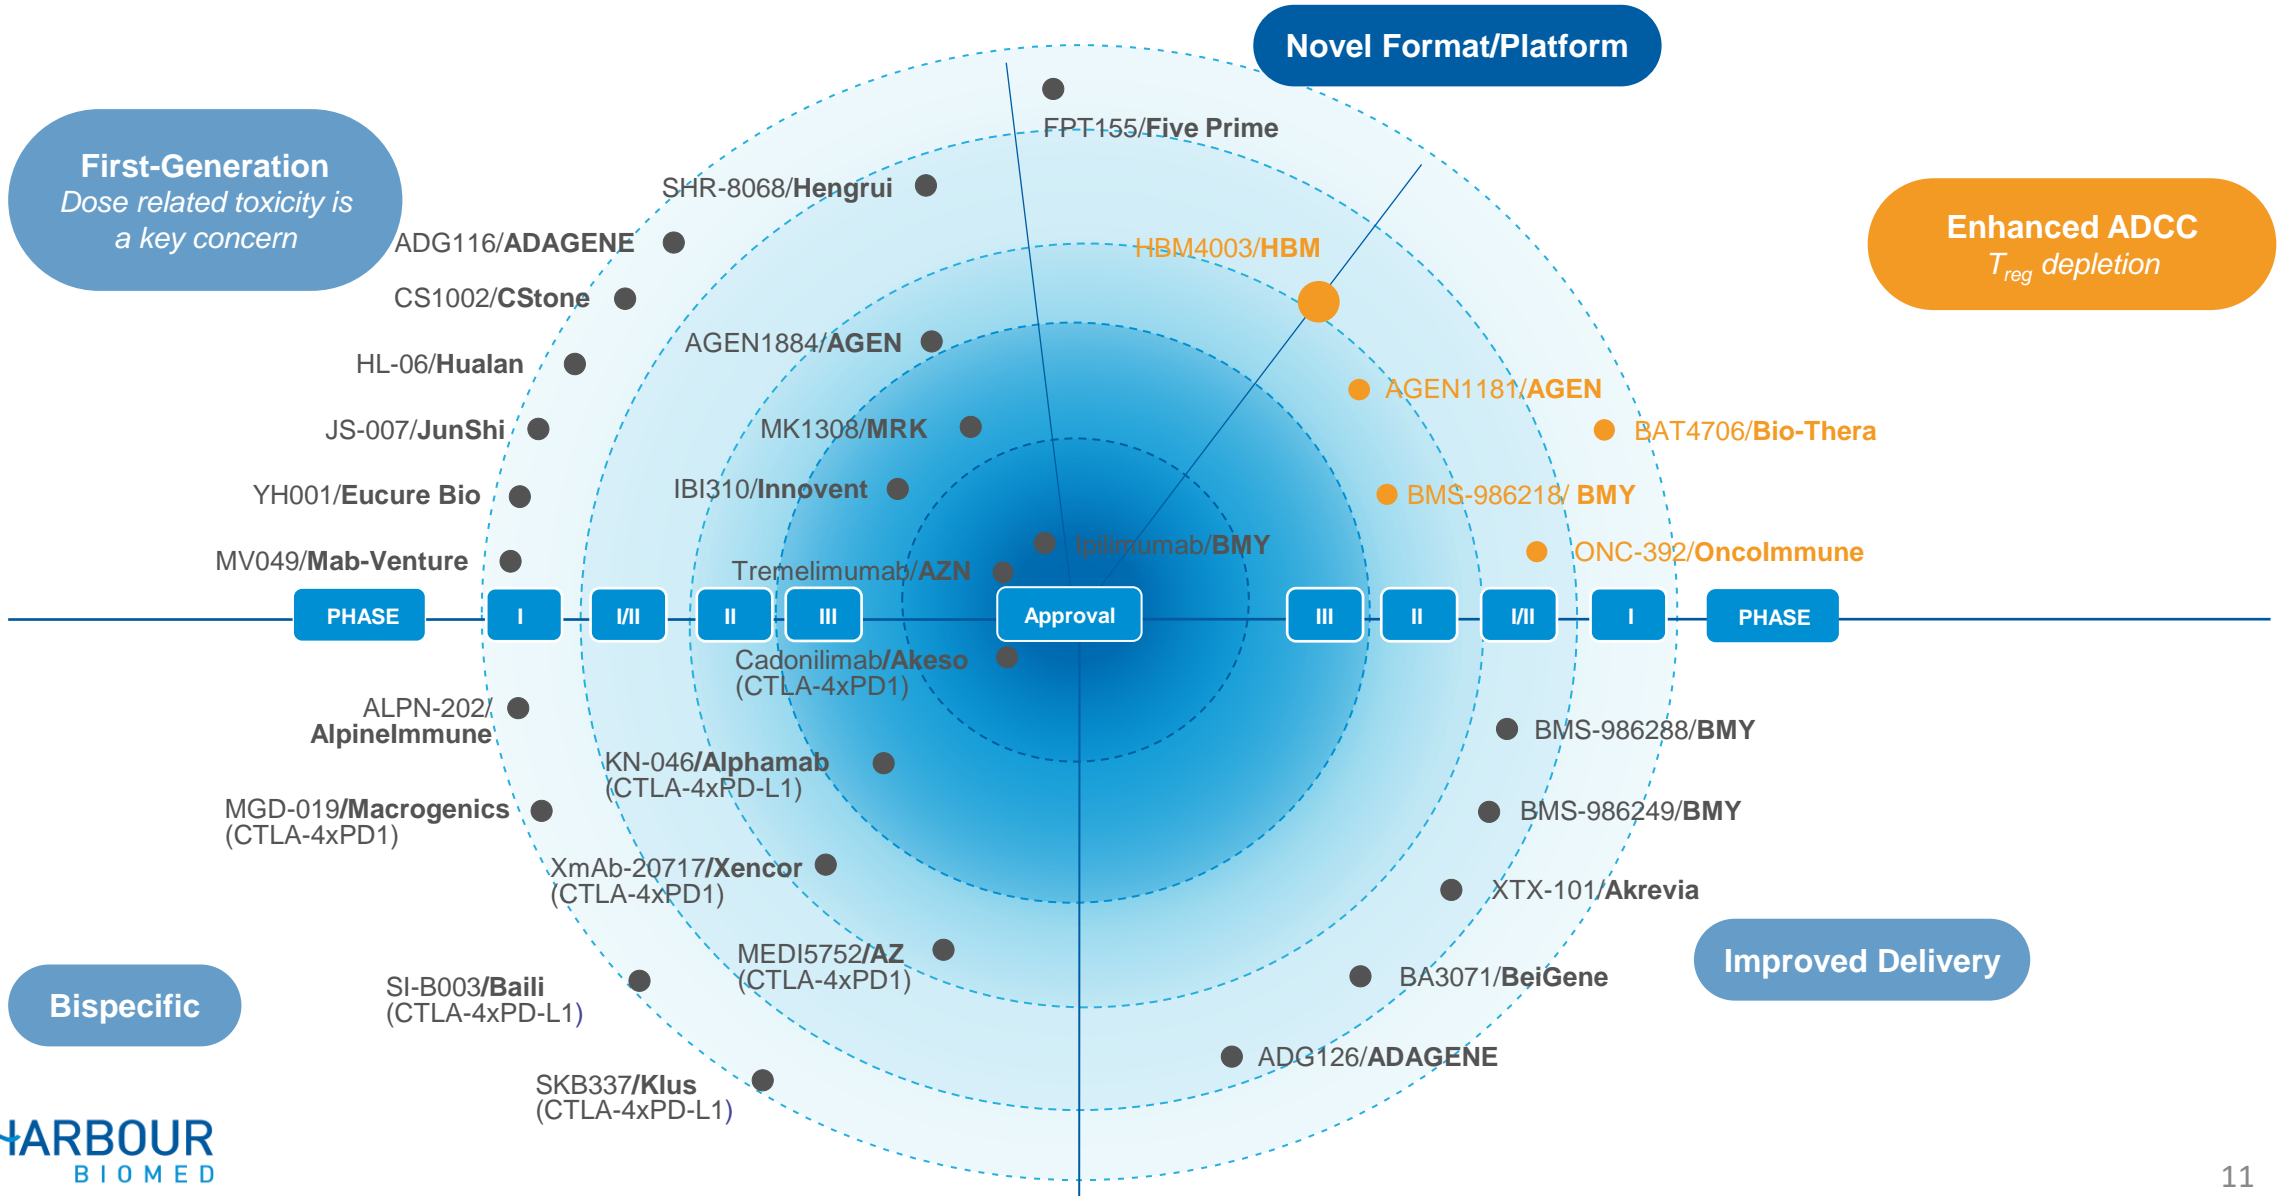 Novel Format/Platform
First-Generation
Dose related toxicity is
a key concern
Enhanced ADCC
Treg depletion
FPT155/Five Prime
SHR-8068/Hengrui
ADG116/ADAGENE
HBM4003/HBM
CS1002/CStone
AGEN1884/AGEN
HL-06/Hualan
AGEN1181/AGEN
JS-007/JunShi
MK1308/MRK
BAT4706/Bio-Thera
YH001/Eucure Bio
IBI310/Innovent
BMS-986218/ BMY
MV049/Mab-Venture
Tremelimumab/AZN
Ipilimumab/BMY
ONC-392/OncoImmune
PHASE
I
I/II
II
III
Approval
III
II
I/II
I
PHASE
Cadonilimab/Akeso
(CTLA-4xPD1)
ALPN-202/
AlpineImmune
BMS-986288/BMY
KN-046/Alphamab
(CTLA-4xPD-L1)
MGD-019/Macrogenics
(CTLA-4xPD1)
BMS-986249/BMY
XmAb-20717/Xencor
(CTLA-4xPD1)
XTX-101/Akrevia
MEDI5752/AZ
(CTLA-4xPD1)
Improved Delivery
SI-B003/Baili
(CTLA-4xPD-L1)
BA3071/BeiGene
Bispecific
ADG126/ADAGENE
SKB337/Klus
(CTLA-4xPD-L1)
HARBOUR
BIOMED
11